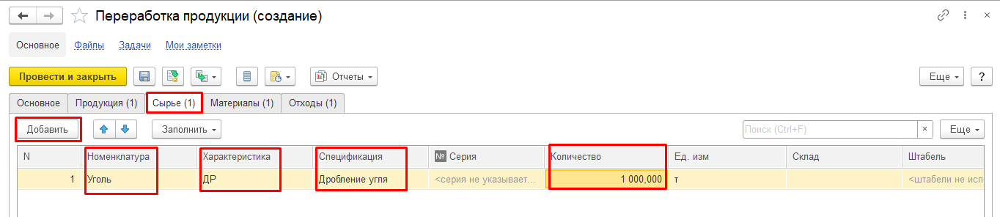 Переработка продукции (создание)
Основное Файлы Задачи Мои заметки
Провести и закрыть Отчеты Еще ?
Основное Продукция (1) Сырье (1) Материалы (1) Отходы (1)
Добавить Заполнить Поиск (Ctrl+F) × Еще
N Номенклатура Характеристика Спецификация № Серия Количество Ед. изм Склад Штабель
1 Уголь ДР Дробление угля <серия не указывает... 1 000,000 т <штабели не исп